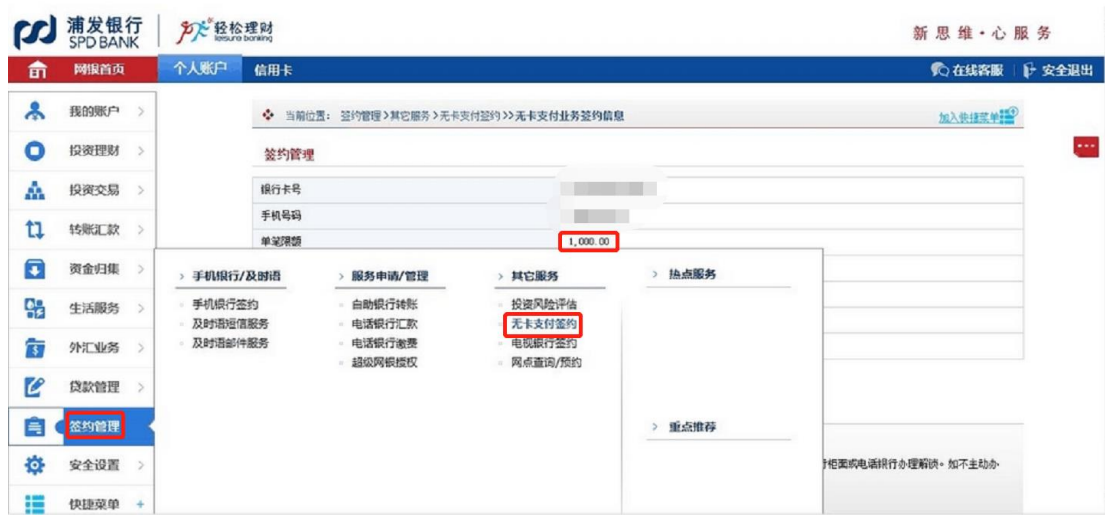 浦发银行
SPD BANK
轻松理财
leisure banking
新思维·心服务
网银首页
个人账户
信用卡
在线客服
安全退出
我的账户
投资理财
投资交易
转账汇款
资金归集
生活服务
外汇业务
贷款管理
签约管理
安全设置
快捷菜单 +
当前位置： 签约管理>其它服务>无卡支付签约>>无卡支付业务签约信息
加入快捷菜单
签约管理
银行卡号
手机号码
单笔限额 1,000.00
> 手机银行/及时语
手机银行签约
及时语短信服务
及时语邮件服务
> 服务申请/管理
自助银行转账
电话银行汇款
电话银行缴费
超级网银授权
> 其它服务
投资风险评估
无卡支付签约
电视银行签约
网点查询/预约
> 热点服务
> 重点推荐
柜面或电话银行办理解锁。如不主动办